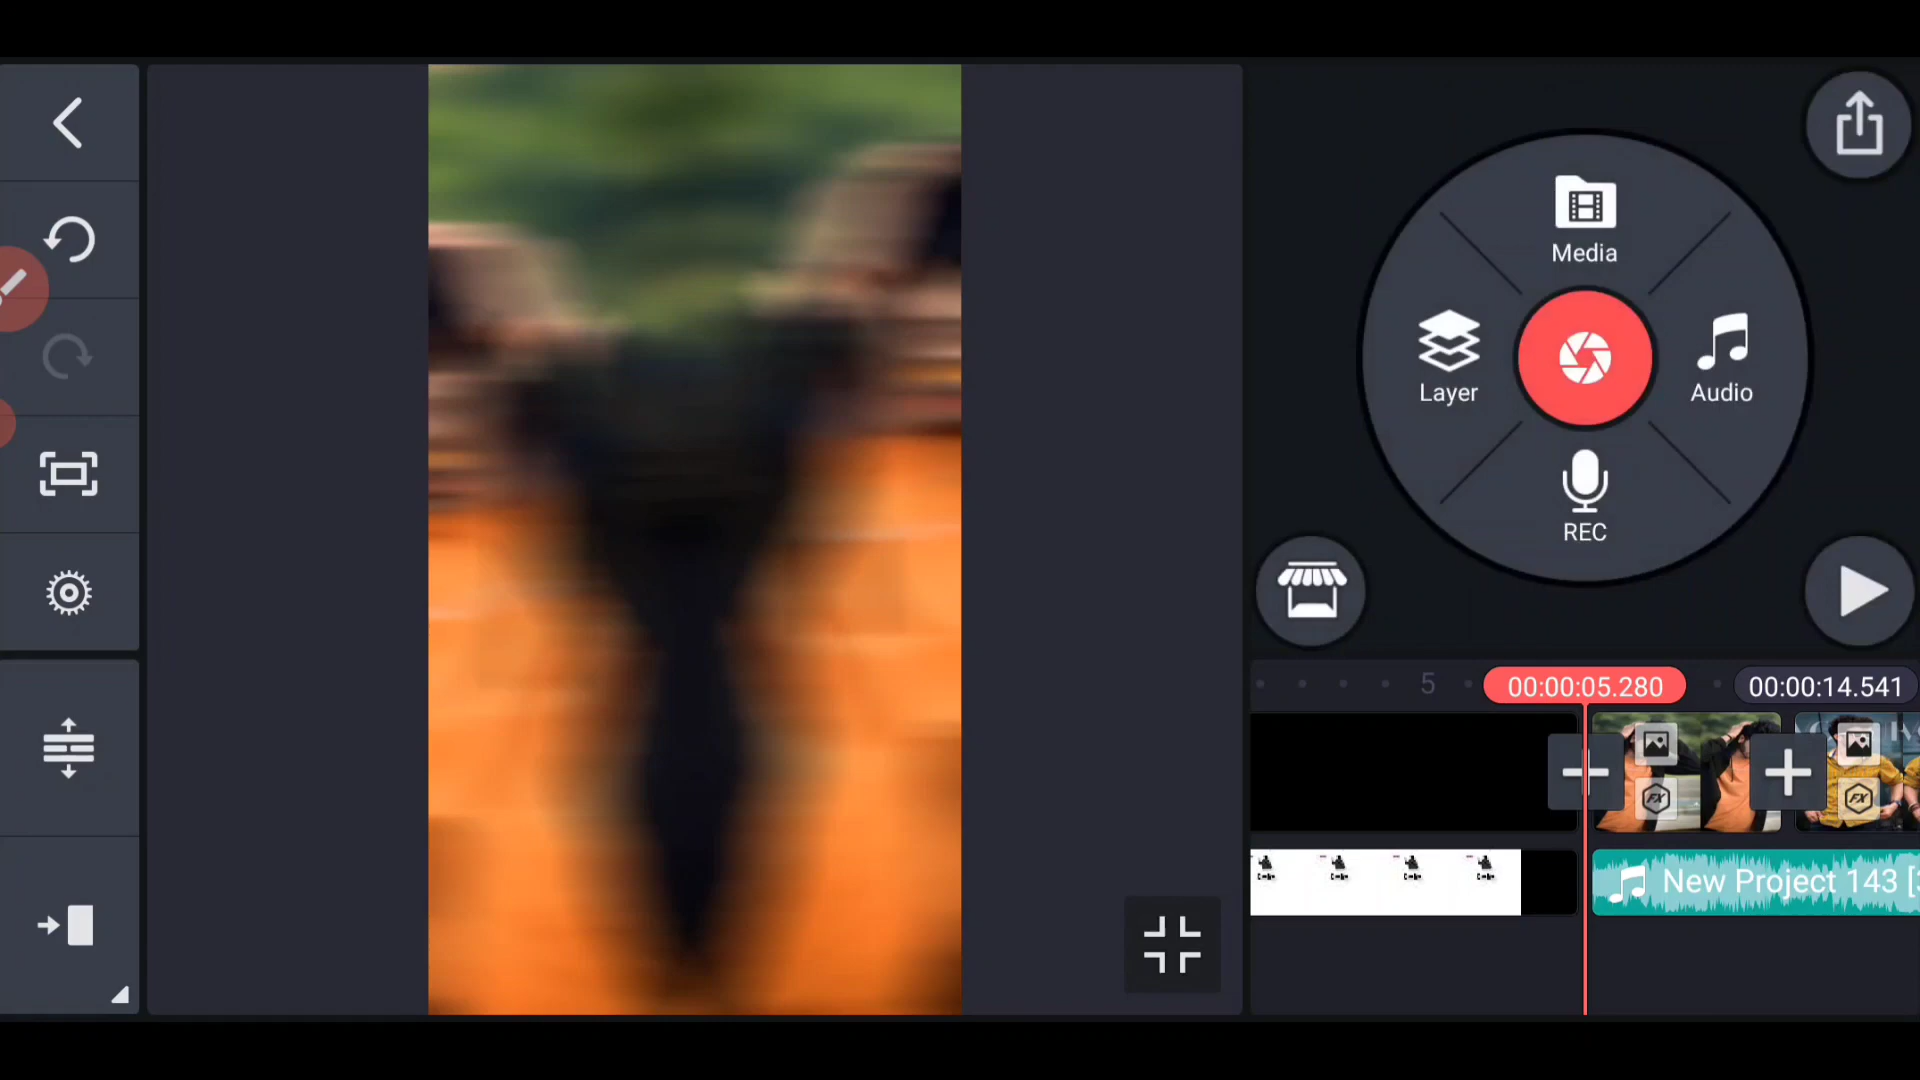 Media
Layer
Audio
REC
5
00:00:05.280
00:00:14.541
New Project 143 [